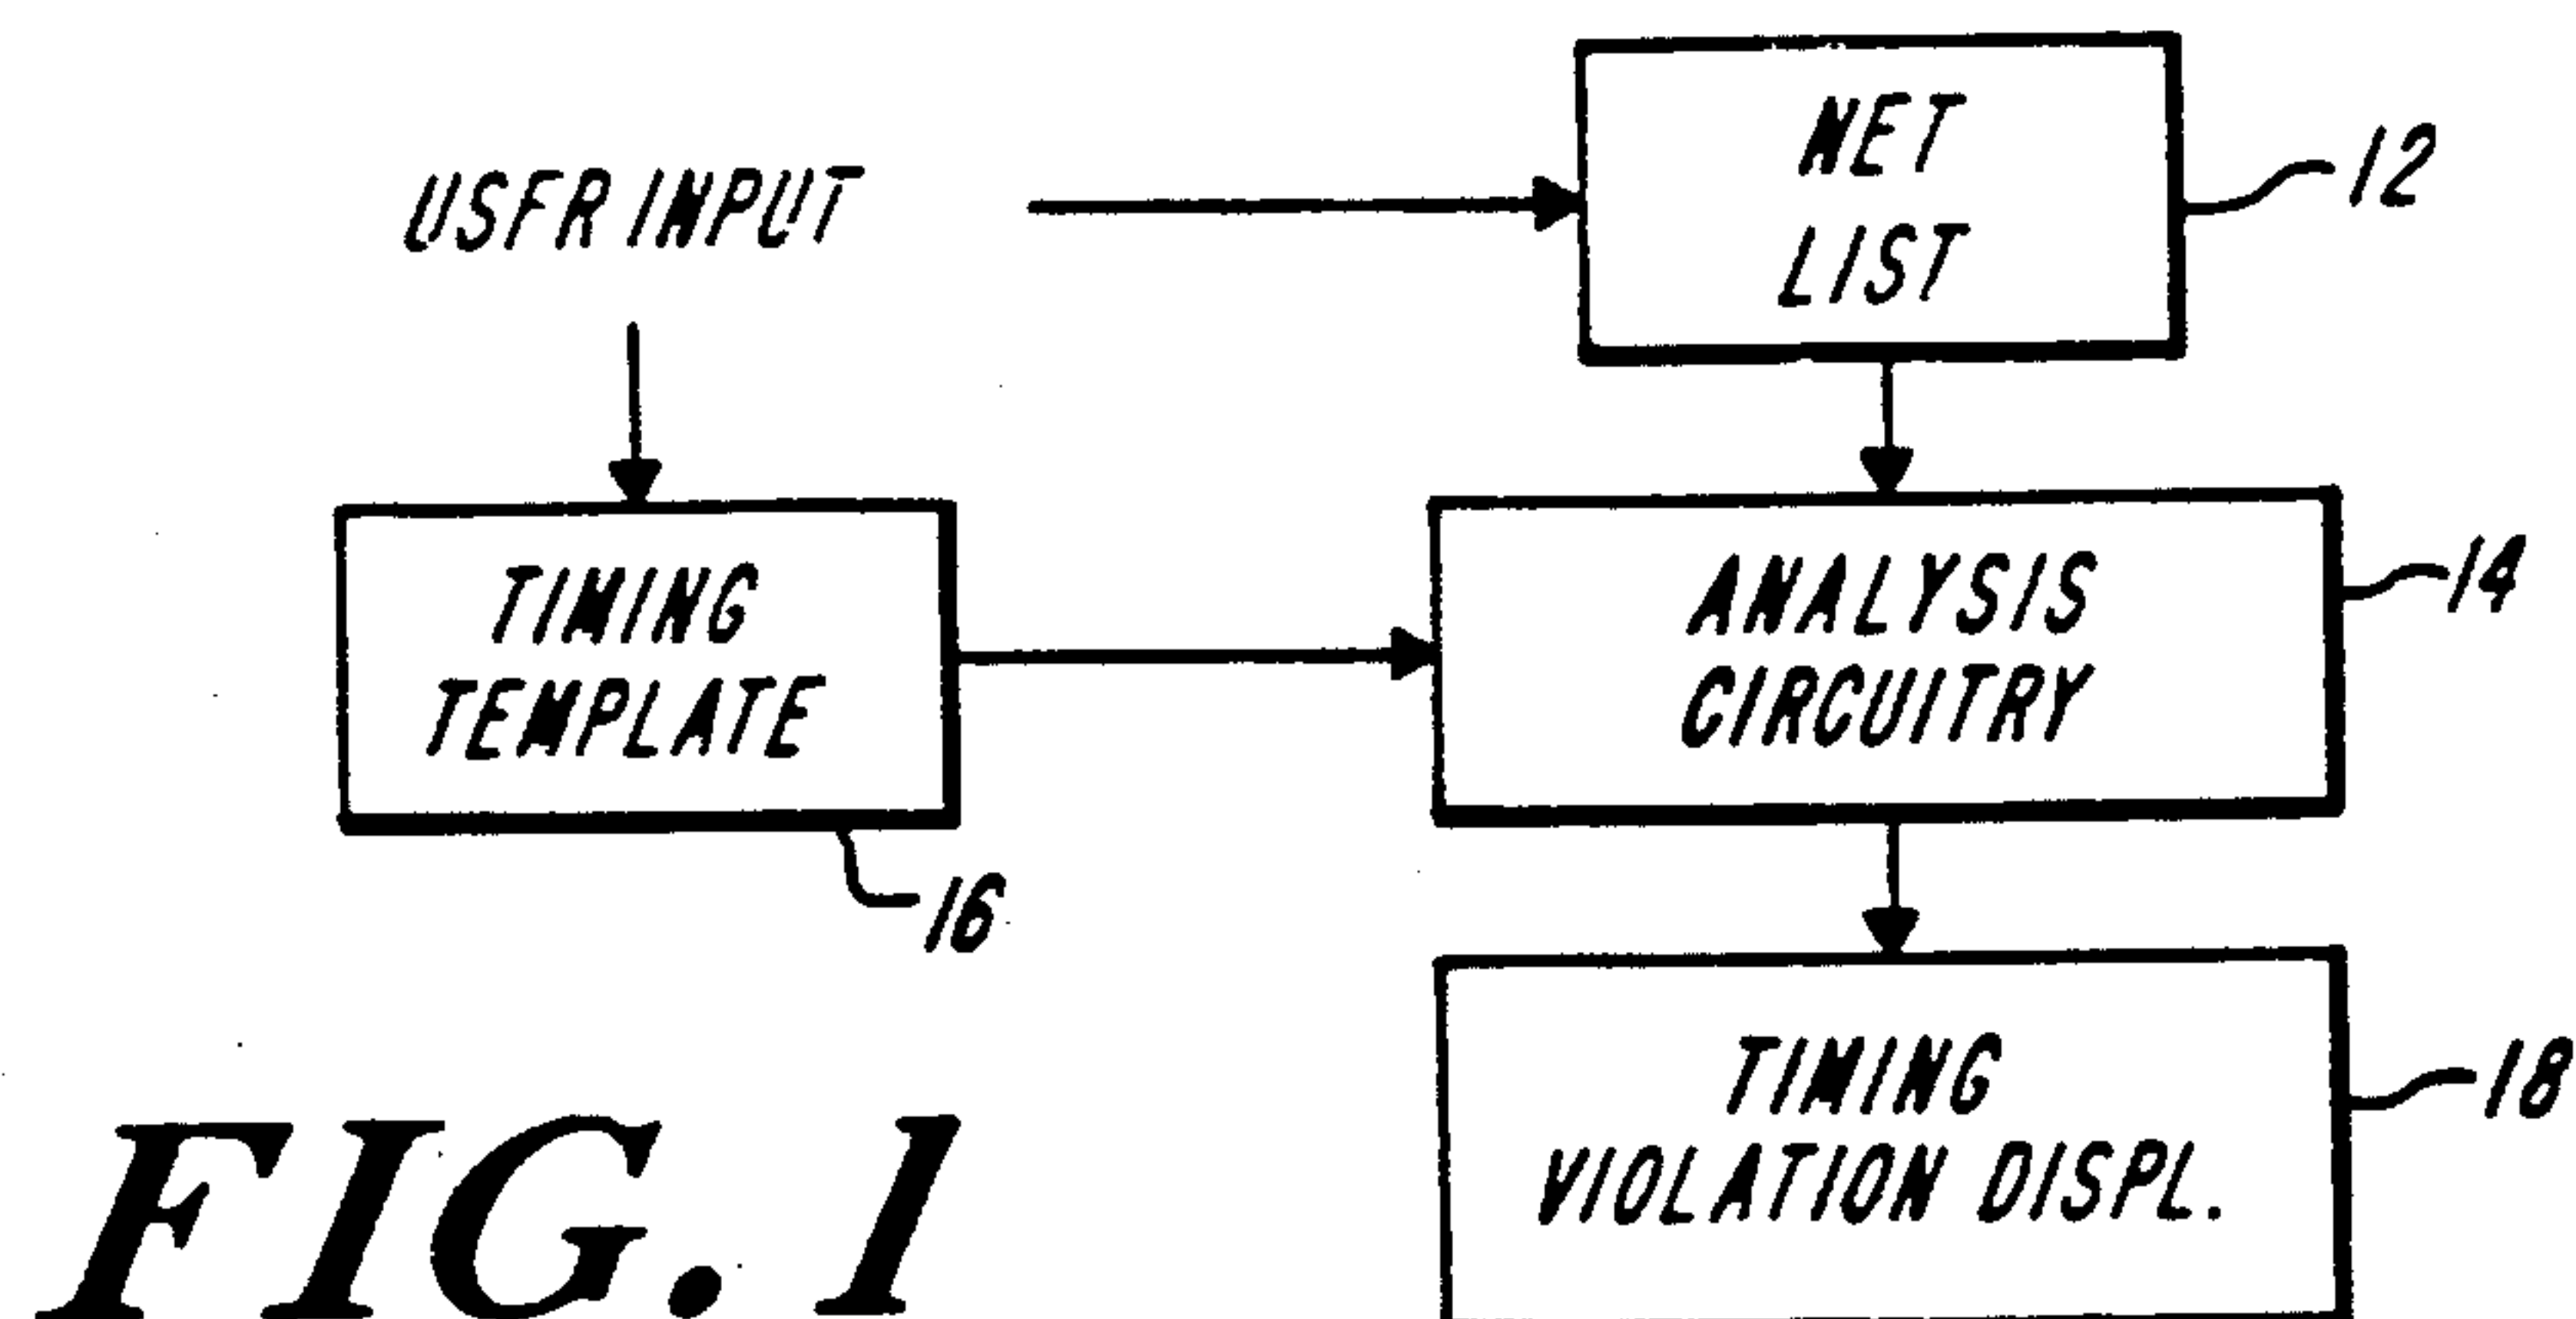 NET
LIST
12
USFR INPUT
TIMING
TEMPLATE
16
ANALYSIS
CIRCUITRY
14
TIMING
VIOLATION DISPL.
18
FIG. 1